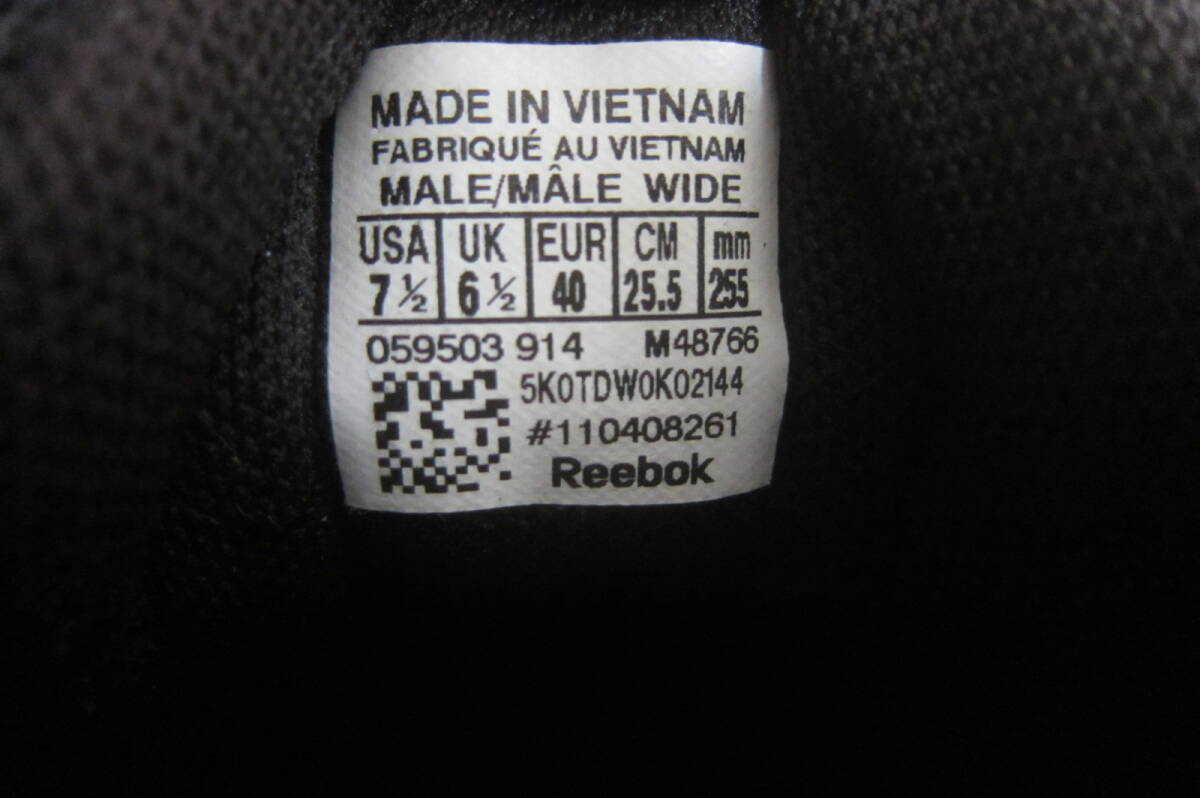 MADE IN VIETNAM
FABRIQUÉ AU VIETNAM
MALE/MÂLE WIDE
USA UK EUR CM mm
7 ½ 6 ½ 40 25.5 255
059503 914 M48766
5K0TDW0K02144
#110408261
Reebok